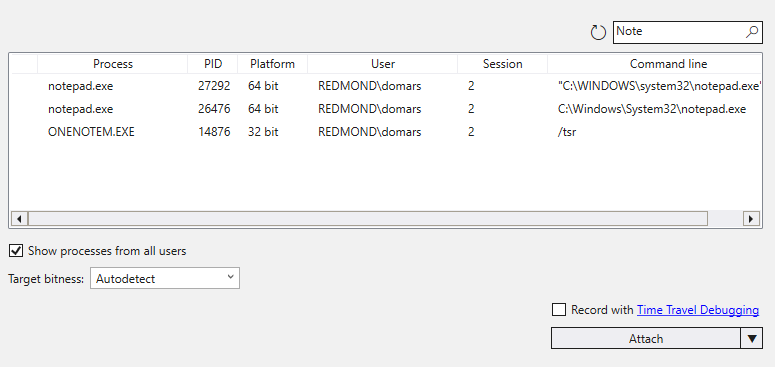 Note
Process PID Platform User Session Command line
notepad.exe 27292 64 bit REDMOND\domars 2 "C:\WINDOWS\system32\notepad.exe"
notepad.exe 26476 64 bit REDMOND\domars 2 C:\Windows\System32\notepad.exe
ONENOTEM.EXE 14876 32 bit REDMOND\domars 2 /tsr
Show processes from all users
Target bitness: Autodetect
Record with Time Travel Debugging
Attach